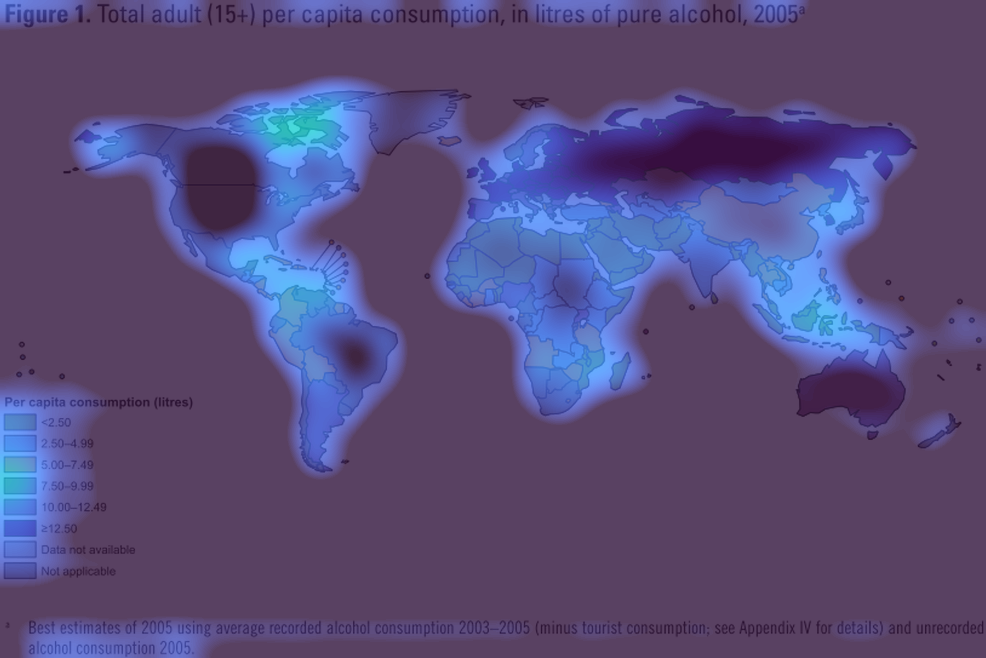 Figure 1. Total adult (15+) per capita consumption, in litres of pure alcohol, 2005a
Per capita consumption (litres)
<2.50
2.50–4.99
5.00–7.49
7.50–9.99
10.00–12.49
≥12.50
Data not available
Not applicable
a Best estimates of 2005 using average recorded alcohol consumption 2003–2005 (minus tourist consumption; see Appendix IV for details) and unrecorded
alcohol consumption 2005.